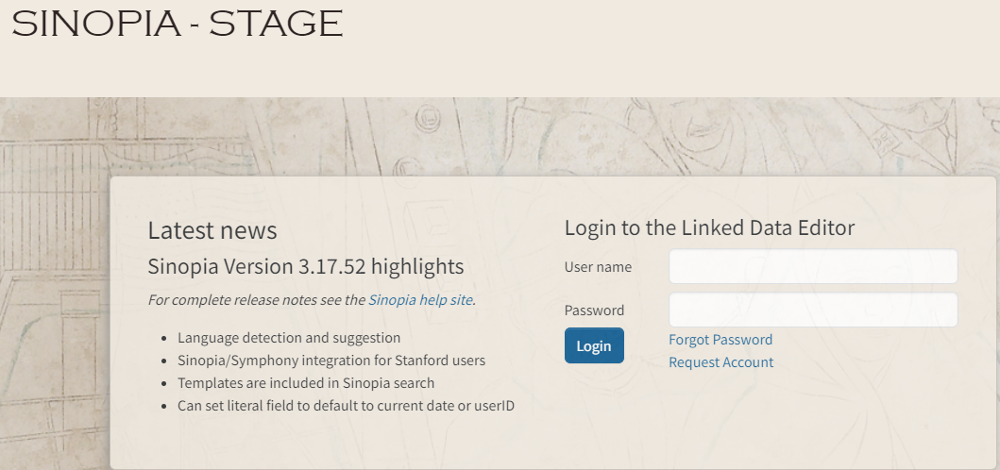 SINOPIA - STAGE
Latest news
Sinopia Version 3.17.52 highlights
For complete release notes see the Sinopia help site.
Language detection and suggestion
Sinopia/Symphony integration for Stanford users
Templates are included in Sinopia search
Can set literal field to default to current date or userID
Login to the Linked Data Editor
User name
Password
Login
Forgot Password
Request Account